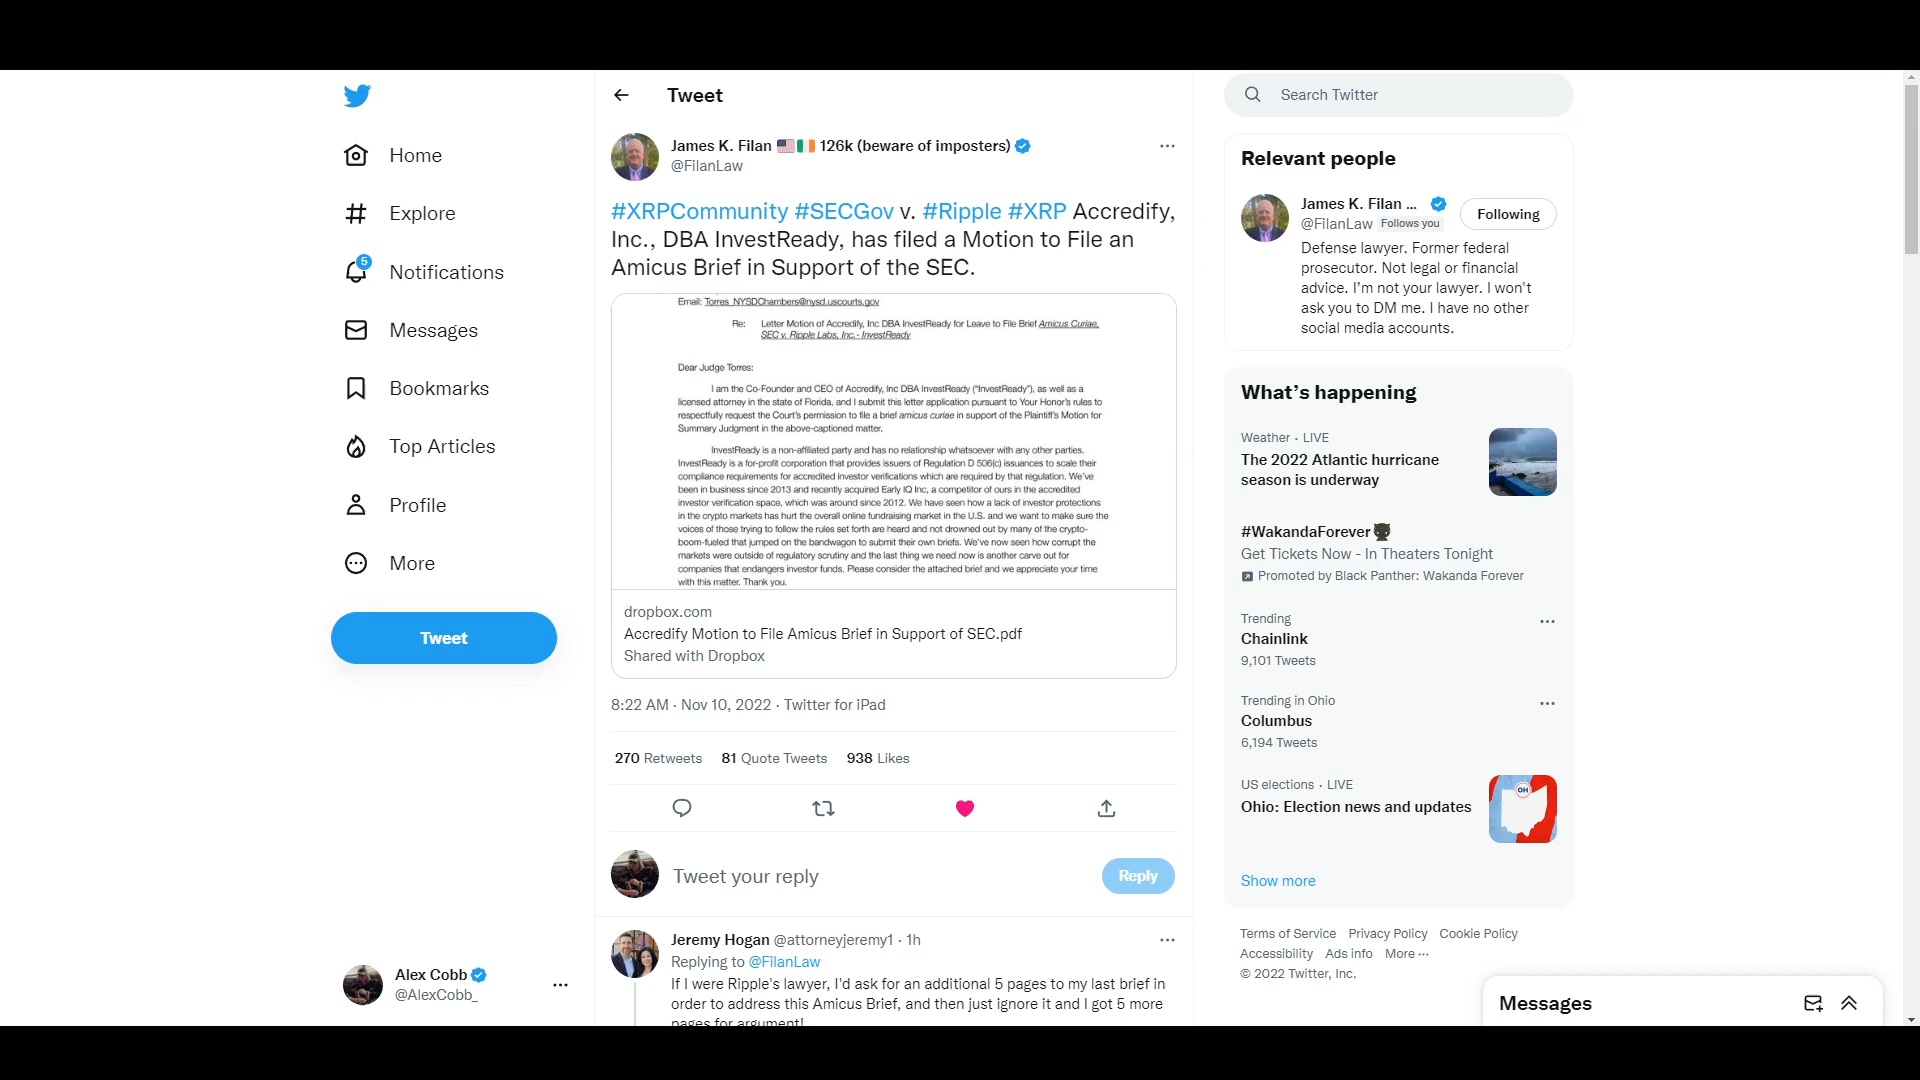 Home
Explore
5
Notifications
Messages
Bookmarks
Top Articles
Profile
More
Tweet
Alex Cobb
@AlexCobb_
Tweet
James K. Filan 🇺🇸🇮🇪 126k (beware of imposters)
@FilanLaw
#XRPCommunity #SECGov v. #Ripple #XRP Accredify,
Inc., DBA InvestReady, has filed a Motion to File an
Amicus Brief in Support of the SEC.
Email: Torres_NYSDChambers@nysd.uscourts.gov
Re: Letter Motion of Accredify, Inc DBA InvestReady for Leave to File Brief Amicus Curiae,
SEC v. Ripple Labs, Inc.- InvestReady
Dear Judge Torres:
I am the Co-Founder and CEO of Accredify, Inc DBA InvestReady ("InvestReady"), as well as a
licensed attorney in the state of Florida, and I submit this letter application pursuant to Your Honor's rules to
respectfully request the Court's permission to file a brief amicus curiae in support of the Plaintiff's Motion for
Summary Judgment in the above-captioned matter.
InvestReady is a non-affiliated party and has no relationship whatsoever with any other parties.
InvestReady is a for-profit corporation that provides issuers of Regulation D 506(c) issuances to scale their
compliance requirements for accredited investor verifications which are required by that regulation. We've
been in business since 2013 and recently acquired Early IQ Inc, a competitor of ours in the accredited
investor verification space, which was around since 2012. We have seen how a lack of investor protections
in the crypto markets has hurt the overall online fundraising market in the U.S. and we want to make sure the
voices of those trying to follow the rules set forth are heard and not drowned out by many of the crypto-
boom-fueled that jumped on the bandwagon to submit their own briefs. We've now seen how corrupt the
markets were outside of regulatory scrutiny and the last thing we need now is another carve out for
companies that endangers investor funds. Please consider the attached brief and we appreciate your time
with this matter. Thank you.
dropbox.com
Accredify Motion to File Amicus Brief in Support of SEC.pdf
Shared with Dropbox
8:22 AM · Nov 10, 2022 · Twitter for iPad
270 Retweets 81 Quote Tweets 938 Likes
Tweet your reply
Reply
Jeremy Hogan @attorneyjeremy1 · 1h
Replying to @FilanLaw
If I were Ripple's lawyer, I'd ask for an additional 5 pages to my last brief in
order to address this Amicus Brief, and then just ignore it and I got 5 more
pages for argument!
Search Twitter
Relevant people
James K. Filan ...
@FilanLaw Follows you
Following
Defense lawyer. Former federal
prosecutor. Not legal or financial
advice. I'm not your lawyer. I won't
ask you to DM me. I have no other
social media accounts.
What's happening
Weather · LIVE
The 2022 Atlantic hurricane
season is underway
#WakandaForever
Get Tickets Now - In Theaters Tonight
Promoted by Black Panther: Wakanda Forever
Trending
Chainlink
9,101 Tweets
Trending in Ohio
Columbus
6,194 Tweets
US elections · LIVE
Ohio: Election news and updates
OH
Show more
Terms of Service Privacy Policy Cookie Policy
Accessibility Ads info More ···
© 2022 Twitter, Inc.
Messages